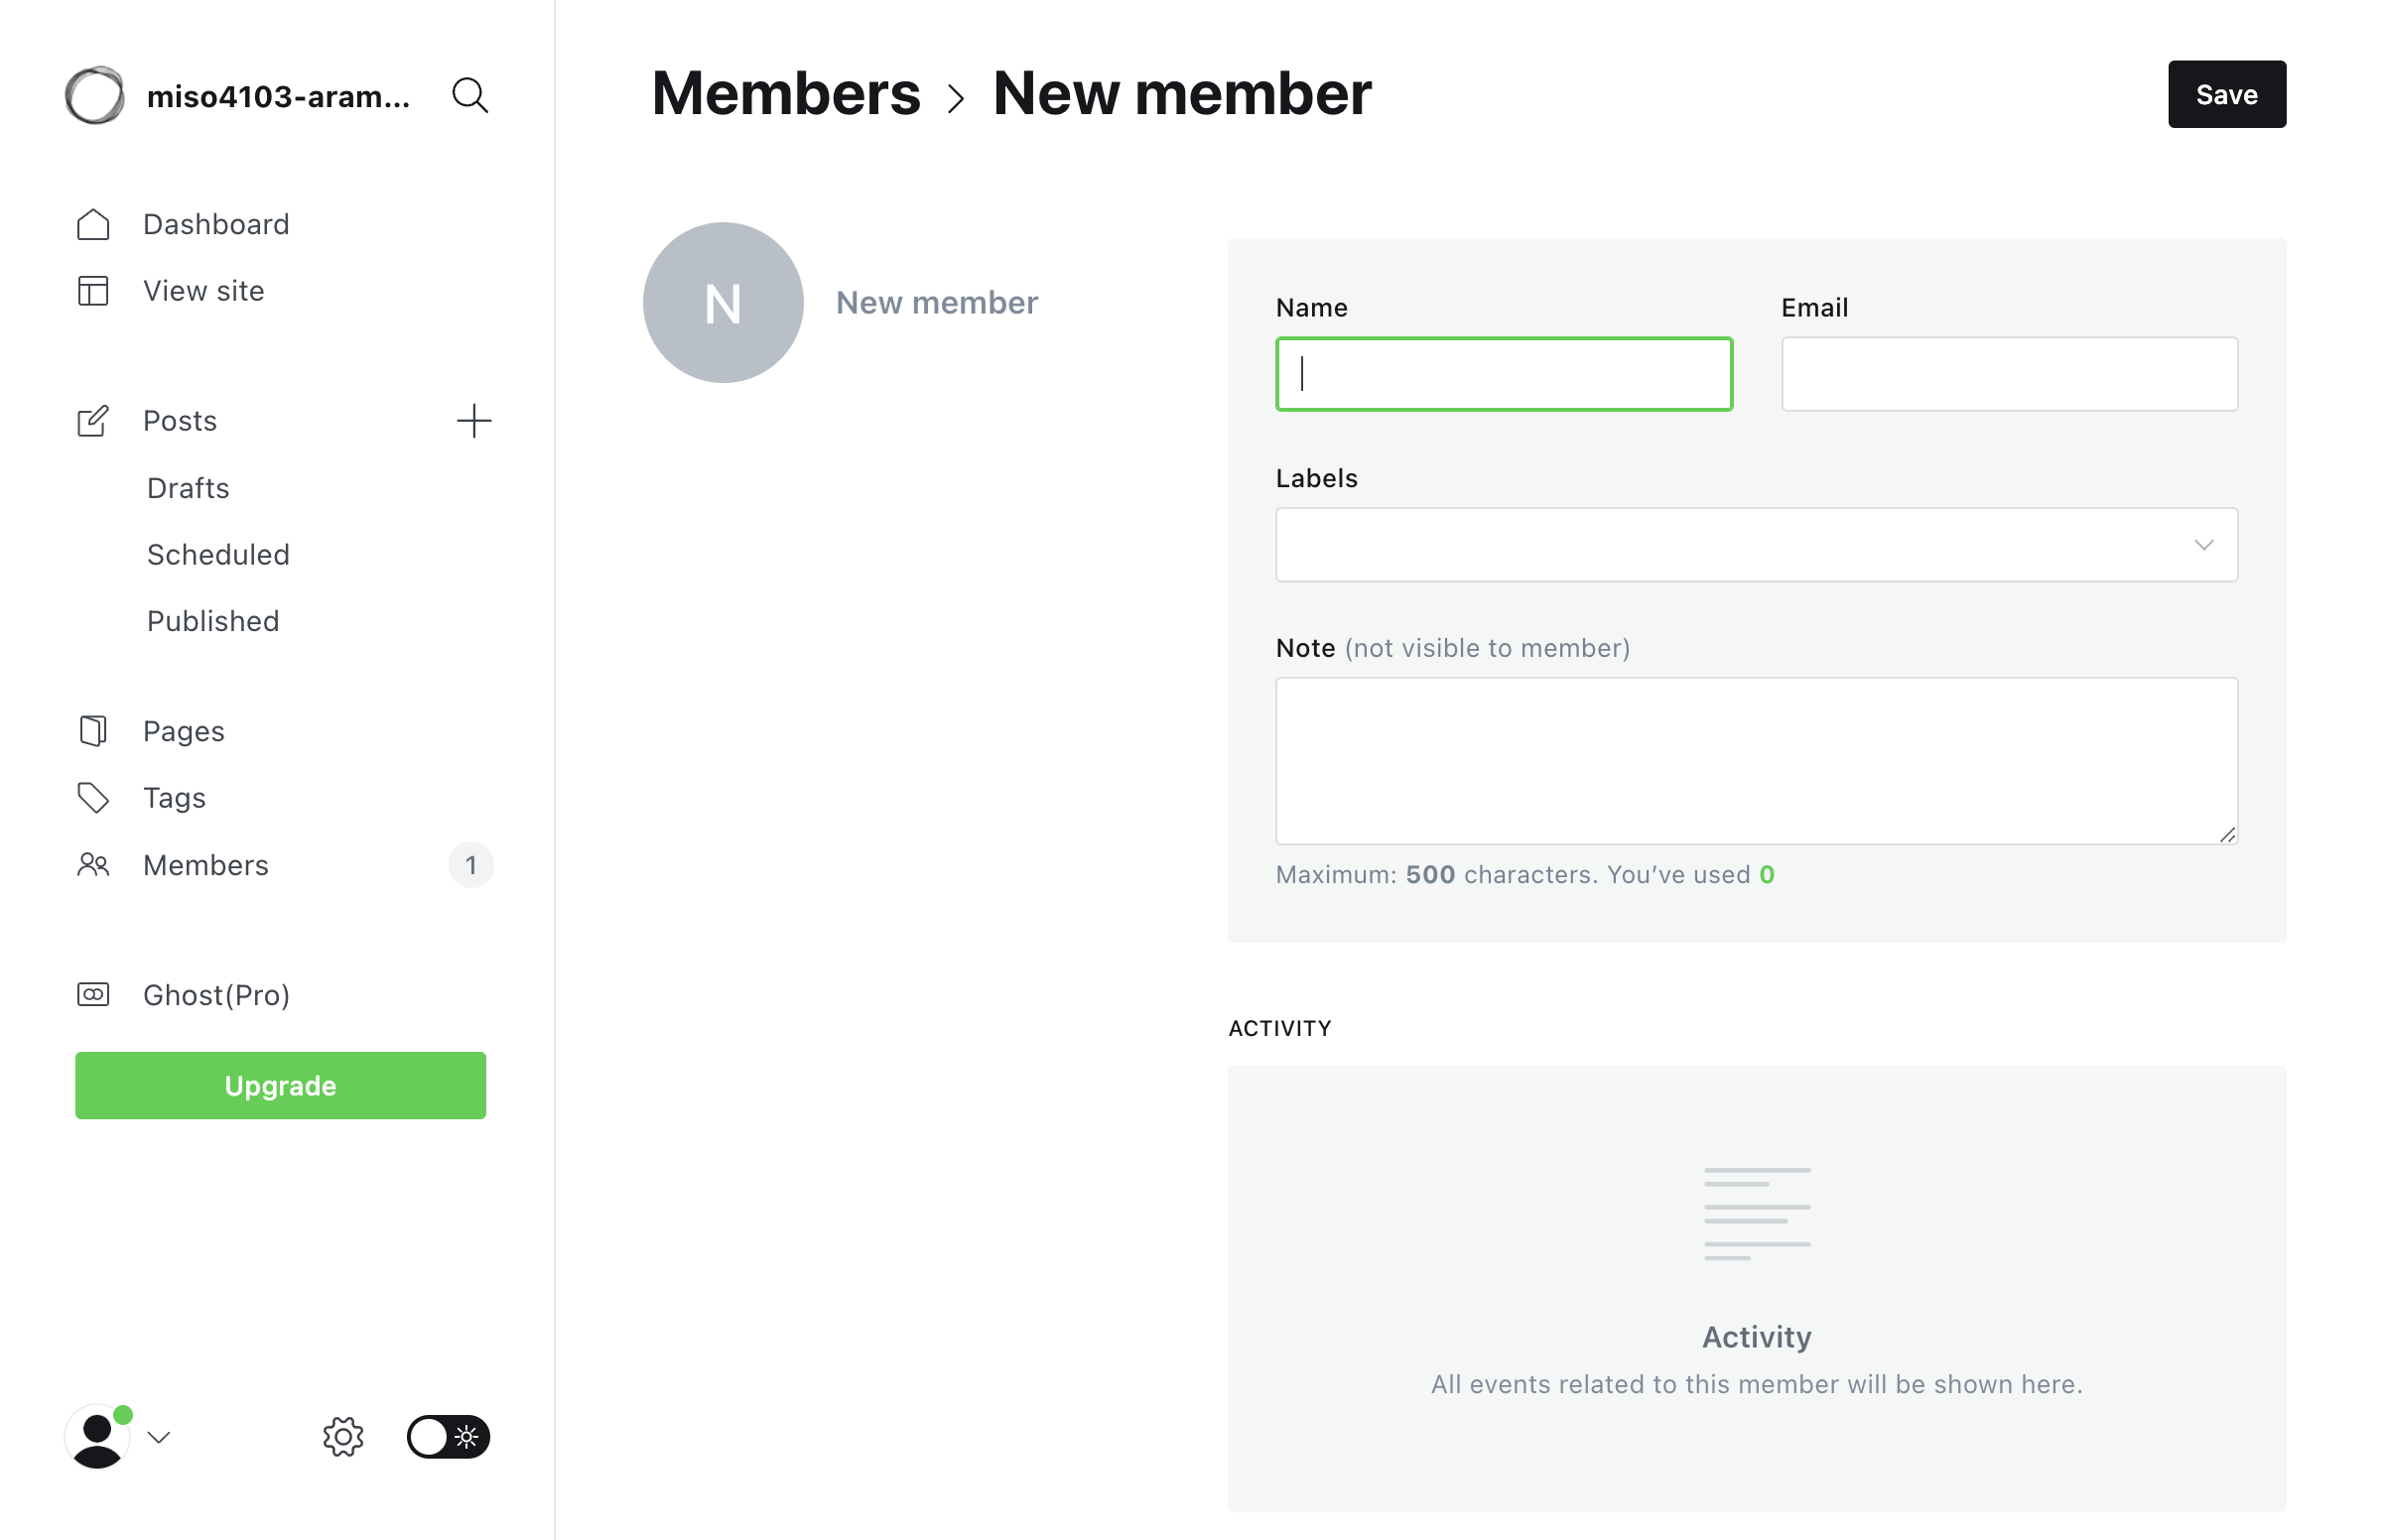 miso4103-aram...
Dashboard
View site
Posts
Drafts
Scheduled
Published
Pages
Tags
Members 1
Ghost(Pro)
Upgrade
Members > New member
Save
N
New member
Name
Email
Labels
Note (not visible to member)
Maximum: 500 characters. You’ve used 0
ACTIVITY
Activity
All events related to this member will be shown here.